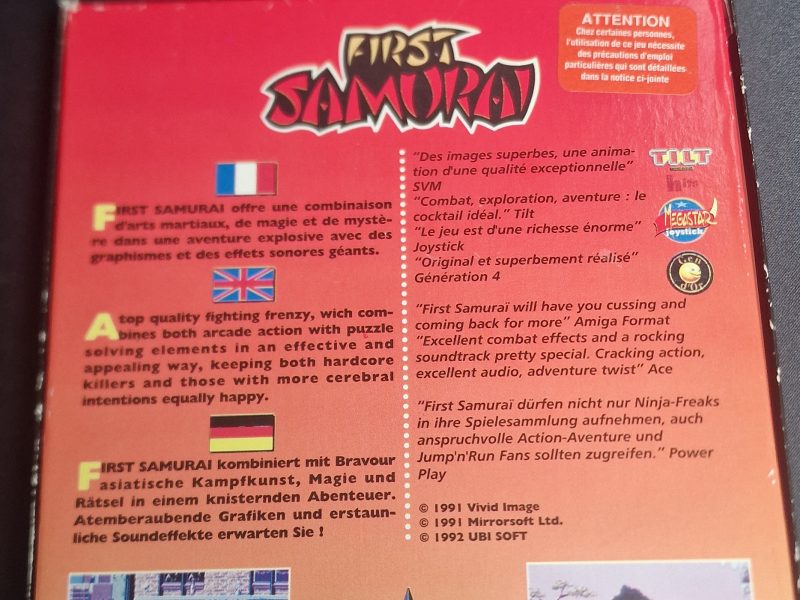 FIRST
SAMURAI
ATTENTION
Chez certaines personnes,
l'utilisation de ce jeu nécessite
des précautions d'emploi
particulières qui sont détaillées
dans la notice ci-jointe
FIRST SAMURAI offre une combinaison
d'arts martiaux, de magie et de mystè-
re dans une aventure explosive avec des
graphismes et des effets sonores géants.
A top quality fighting frenzy, wich com-
bines both arcade action with puzzle
solving elements in an effective and
appealing way, keeping both hardcore
killers and those with more cerebral
intentions equally happy.
FIRST SAMURAI kombiniert mit Bravour
asiatische Kampfkunst, Magie und
Rätsel in einem knisternden Abenteuer.
Atemberaubende Grafiken und erstaun-
liche Soundeffekte erwarten Sie !
"Des images superbes, une anima-
tion d'une qualité exceptionnelle"
SVM
"Combat, exploration, aventure : le
cocktail idéal." Tilt
"Le jeu est d'une richesse énorme"
Joystick
"Original et superbement réalisé"
Génération 4
TILT
hits
MEGASTAR
joystick
Gen
d'Or
"First Samuraï will have you cussing and
coming back for more" Amiga Format
"Excellent combat effects and a rocking
soundtrack pretty special. Cracking action,
excellent audio, adventure twist" Ace
"First Samuraï dürfen nicht nur Ninja-Freaks
in ihre Spielesammlung aufnehmen, auch
anspruchvolle Action-Aventure und
Jump'n'Run Fans sollten zugreifen." Power
Play
© 1991 Vivid Image
© 1991 Mirrorsoft Ltd.
© 1992 UBI SOFT